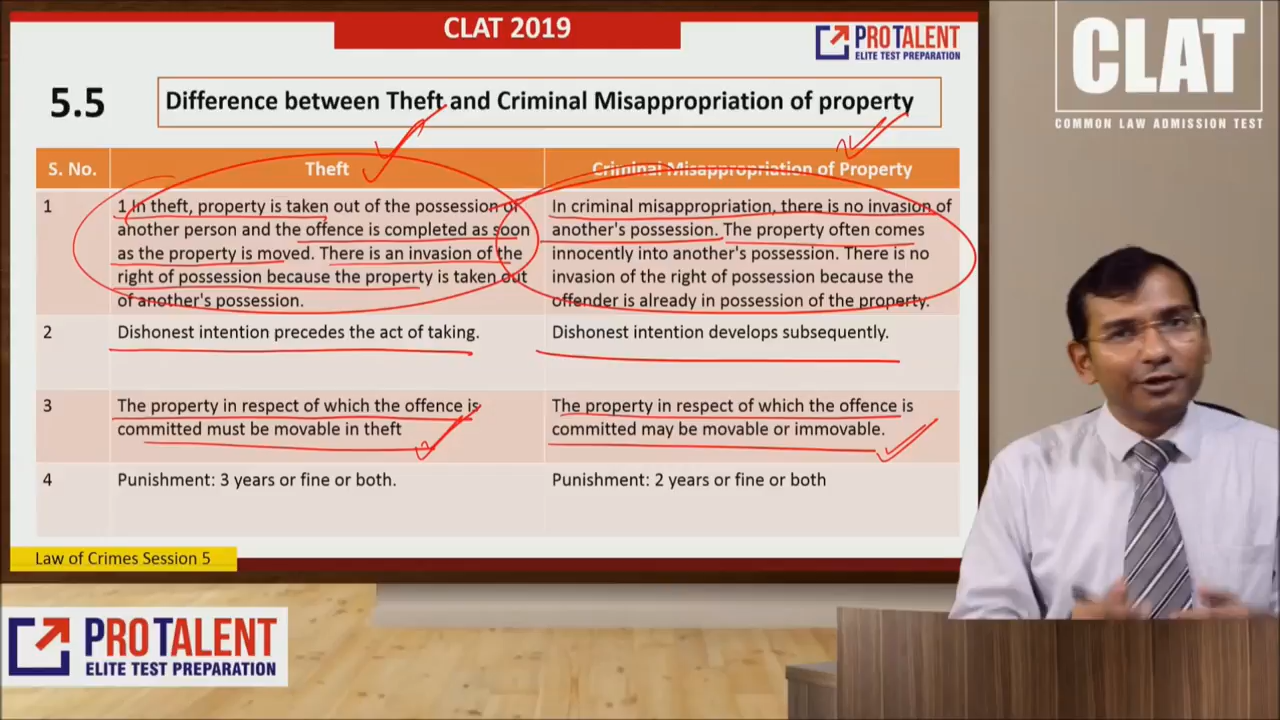 CLAT 2019
PROTALENT
ELITE TEST PREPARATION
CLAT
COMMON LAW ADMISSION TEST
5.5
Difference between Theft and Criminal Misappropriation of property
S. No.
Theft
Criminal Misappropriation of Property
1
1 In theft, property is taken out of the possession of
another person and the offence is completed as soon
as the property is moved. There is an invasion of the
right of possession because the property is taken out
of another's possession.
In criminal misappropriation, there is no invasion of
another's possession. The property often comes
innocently into another's possession. There is no
invasion of the right of possession because the
offender is already in possession of the property.
2
Dishonest intention precedes the act of taking.
Dishonest intention develops subsequently.
3
The property in respect of which the offence is
committed must be movable in theft
The property in respect of which the offence is
committed may be movable or immovable.
4
Punishment: 3 years or fine or both.
Punishment: 2 years or fine or both
Law of Crimes Session 5
PROTALENT
ELITE TEST PREPARATION